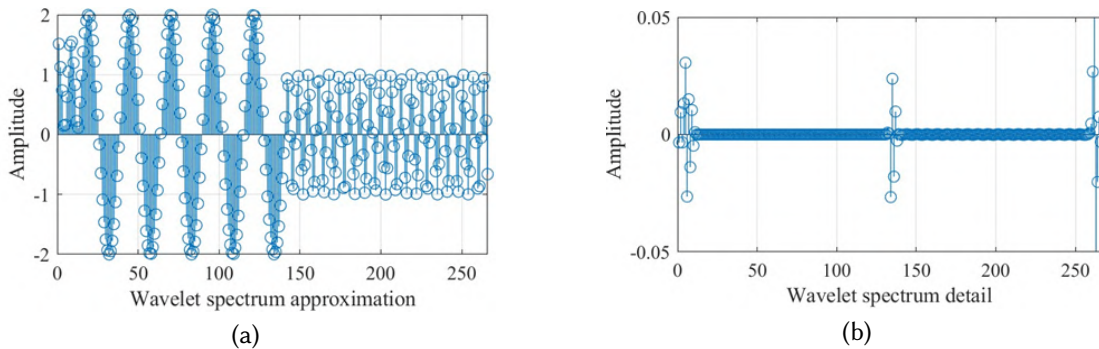 2
1
0
-1
-2
Amplitude
0 50 100 150 200 250
Wavelet spectrum approximation
(a)
0.05
0
-0.05
Amplitude
0 50 100 150 200 250
Wavelet spectrum detail
(b)